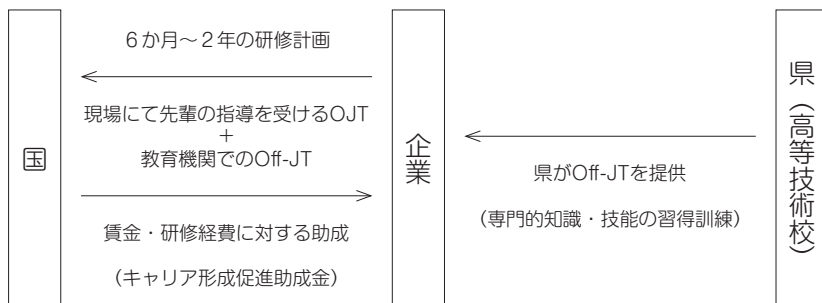 国
6か月〜2年の研修計画
現場にて先輩の指導を受けるOJT
+
教育機関でのOff-JT
賃金・研修経費に対する助成
（キャリア形成促進助成金）
企業
県がOff-JTを提供
（専門的知識・技能の習得訓練）
県（高等技術校）